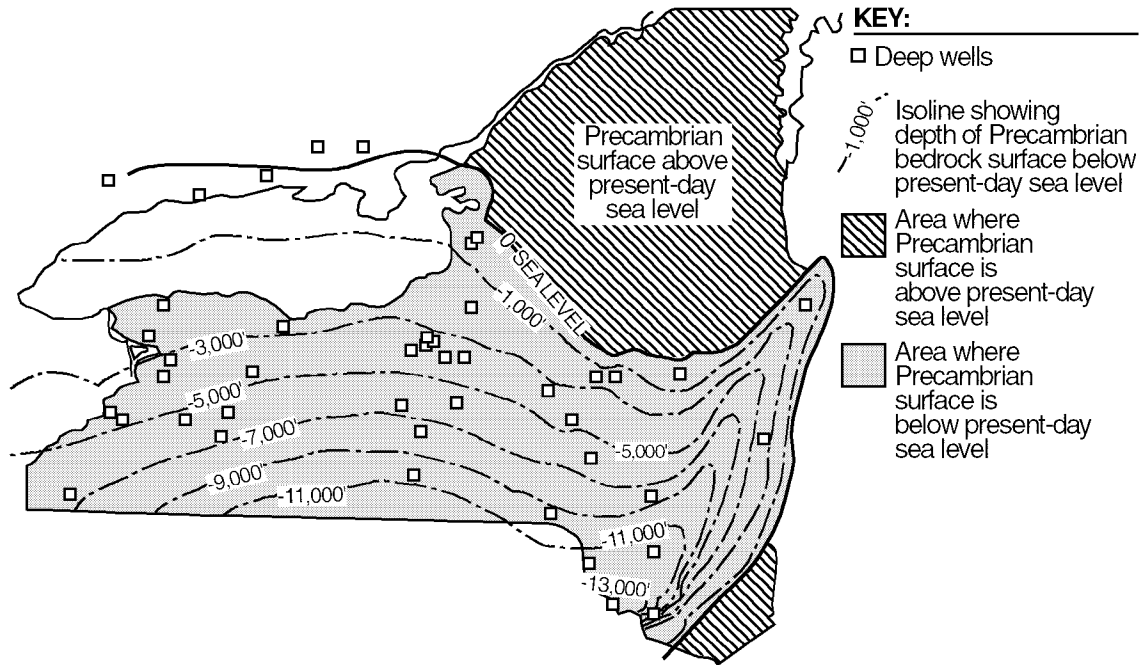 KEY:
Deep wells
-1,000'
Isoline showing
depth of Precambrian
bedrock surface below
present-day sea level
Area where
Precambrian
surface is
above present-day
sea level
Area where
Precambrian
surface is
below present-day
sea level
Precambrian
surface above
present-day
sea level
0-SEA LEVEL
-1,000'
-3,000'
-5,000'
-7,000'
-9,000'
-11,000'
-5,000'
-11,000'
-13,000'